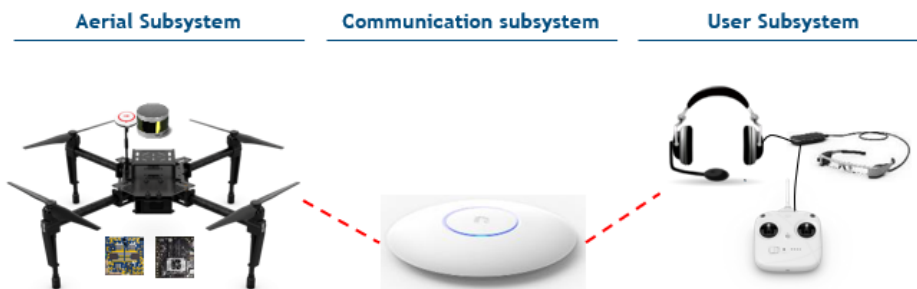 Aerial Subsystem
Communication subsystem
User Subsystem